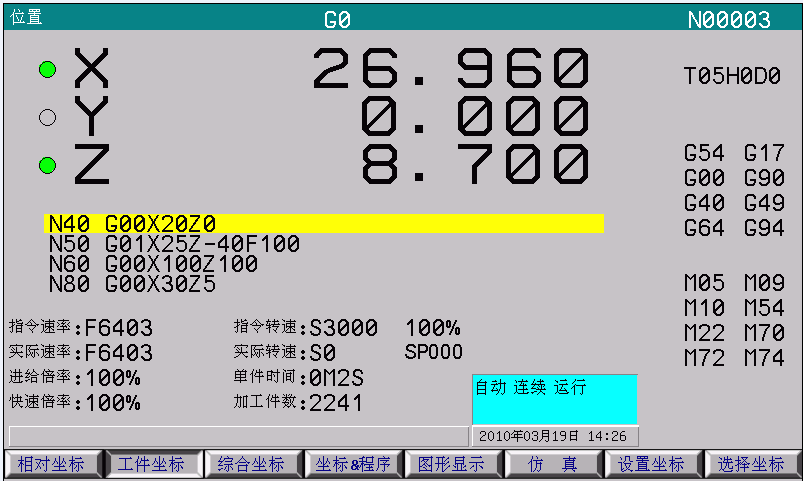 位置 G0 N00003
X 26.960
T05H0D0
Y 0.000
Z 8.700
G54 G17
G00 G90
G40 G49
G64 G94
N40 G00X20Z0
N50 G01X25Z-40F100
N60 G00X100Z100
N80 G00X30Z5
M05 M09
M10 M54
M22 M70
M72 M74
指令速率:F6403 指令转速:S3000 100%
实际速率:F6403 实际转速:S0 SP000
进给倍率:100% 单件时间:0M2S
快速倍率:100% 加工件数:2241
自动 连续 运行
2010年03月19日 14:26
相对坐标 工件坐标 综合坐标 坐标&程序 图形显示 仿 真 设置坐标 选择坐标